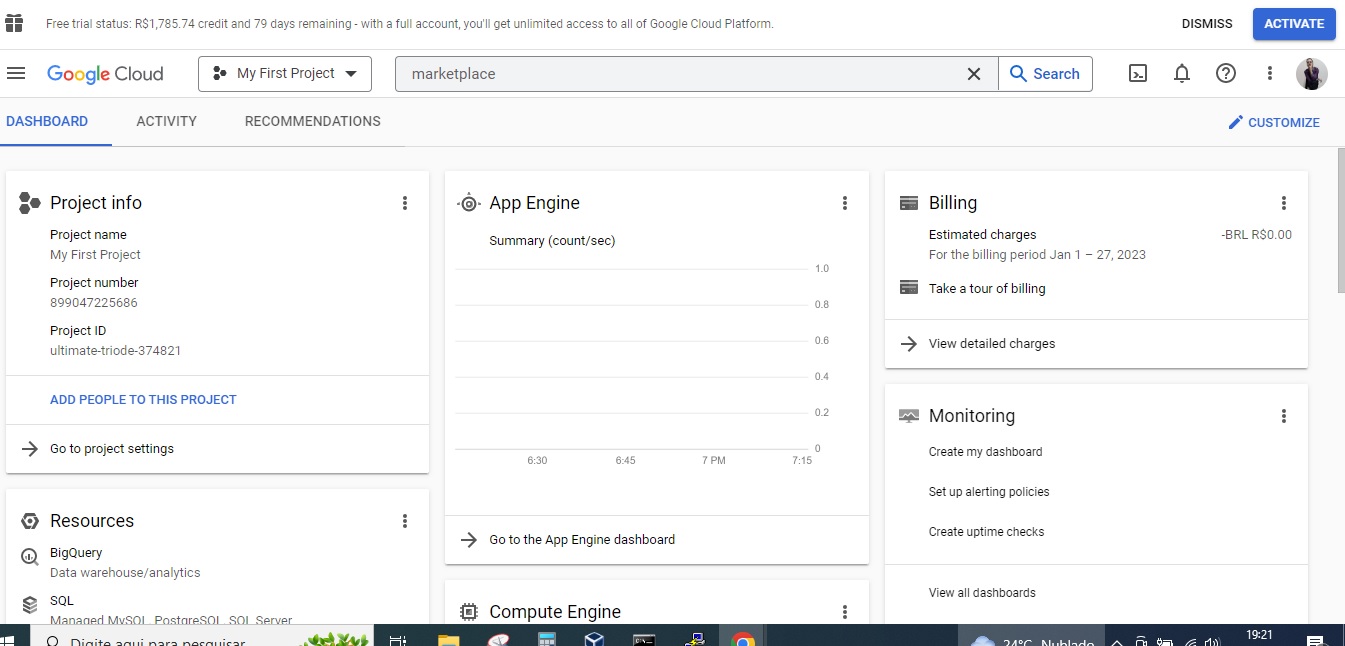 Free trial status: R$1,785.74 credit and 79 days remaining - with a full account, you'll get unlimited access to all of Google Cloud Platform.
DISMISS
ACTIVATE
Google Cloud
My First Project
marketplace
Search
DASHBOARD
ACTIVITY
RECOMMENDATIONS
CUSTOMIZE
Project info
Project name
My First Project
Project number
899047225686
Project ID
ultimate-triode-374821
ADD PEOPLE TO THIS PROJECT
Go to project settings
Resources
BigQuery
Data warehouse/analytics
SQL
Managed MySQL, PostgreSQL, SQL Server
App Engine
Summary (count/sec)
1.0
0.8
0.6
0.4
0.2
0
6:30
6:45
7 PM
7:15
Go to the App Engine dashboard
Compute Engine
Billing
Estimated charges
-BRL R$0.00
For the billing period Jan 1 – 27, 2023
Take a tour of billing
View detailed charges
Monitoring
Create my dashboard
Set up alerting policies
Create uptime checks
View all dashboards
Digite aqui para pesquisar
24°C Nublado
19:21